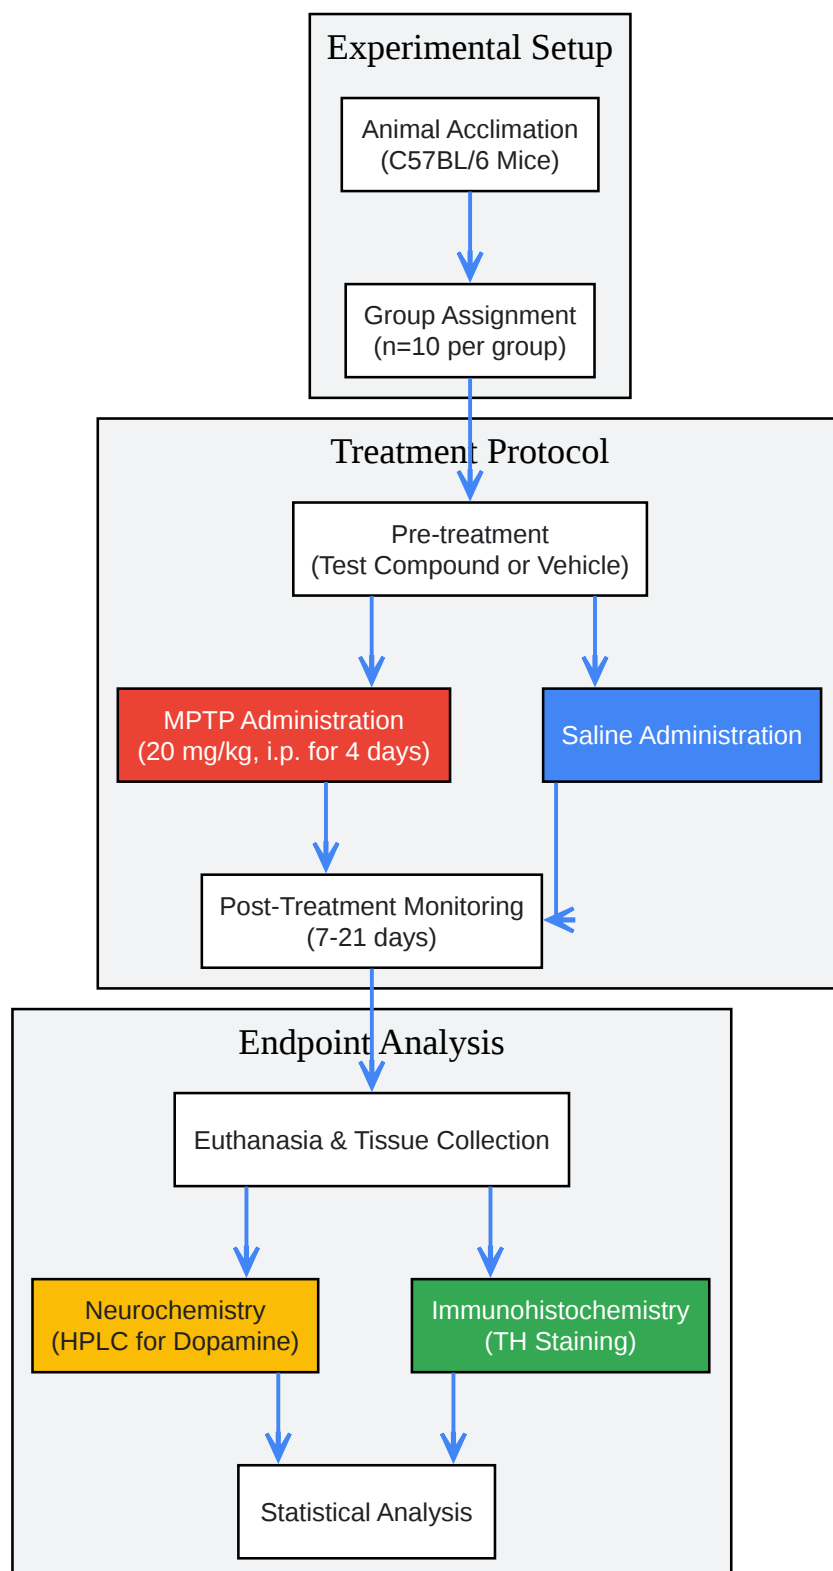 Experimental Setup
Animal Acclimation
(C57BL/6 Mice)
Group Assignment
(n=10 per group)
Treatment Protocol
Pre-treatment
(Test Compound or Vehicle)
MPTP Administration
(20 mg/kg, i.p. for 4 days)
Saline Administration
Post-Treatment Monitoring
(7-21 days)
Endpoint Analysis
Euthanasia & Tissue Collection
Neurochemistry
(HPLC for Dopamine)
Immunohistochemistry
(TH Staining)
Statistical Analysis